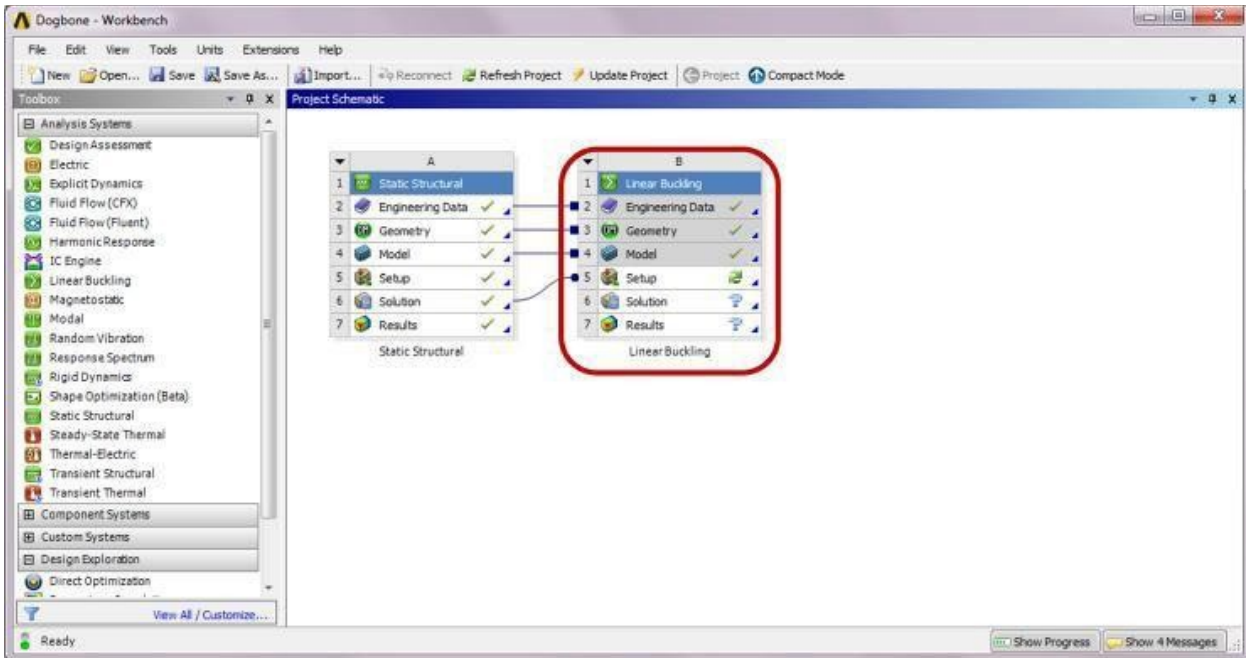 Dogbone - Workbench
File Edit View Tools Units Extensions Help
New Open... Save Save As... Import... Reconnect Refresh Project Update Project Project Compact Mode
Toolbox
Project Schematic
Analysis Systems
Design Assessment
Electric
Explicit Dynamics
Fluid Flow (CFX)
Fluid Flow (Fluent)
Harmonic Response
IC Engine
Linear Buckling
Magnetostatic
Modal
Random Vibration
Response Spectrum
Rigid Dynamics
Shape Optimization (Beta)
Static Structural
Steady-State Thermal
Thermal-Electric
Transient Structural
Transient Thermal
Component Systems
Custom Systems
Design Exploration
Direct Optimization
View All / Customize...
A
1 Static Structural
2 Engineering Data
3 Geometry
4 Model
5 Setup
6 Solution
7 Results
Static Structural
B
1 Linear Buckling
2 Engineering Data
3 Geometry
4 Model
5 Setup
6 Solution
7 Results
Linear Buckling
Ready
Show Progress
Show 4 Messages